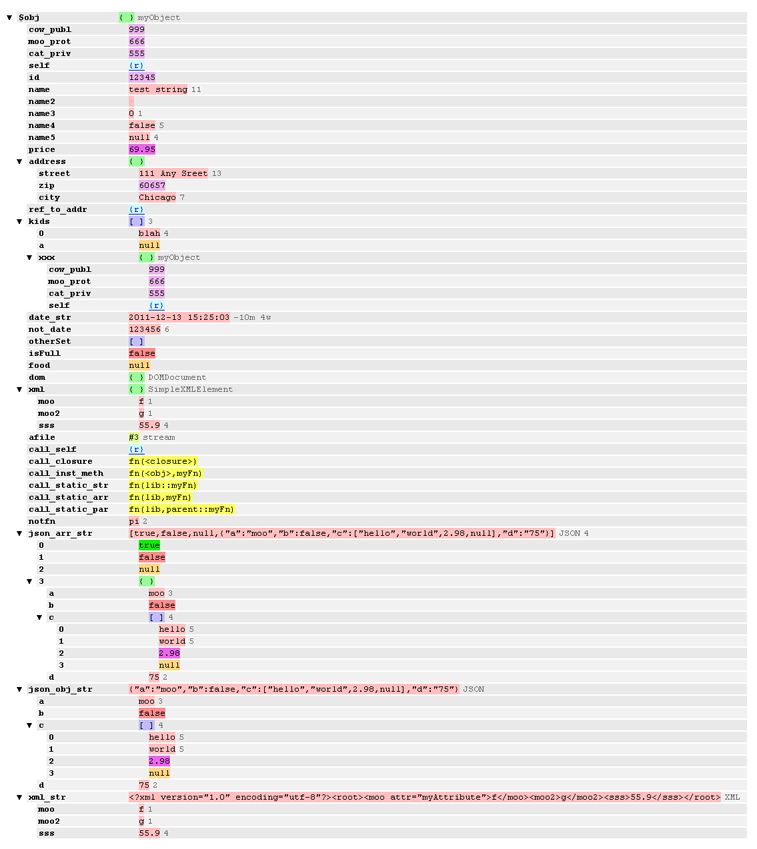 ▼ $obj { } myObject
cow_publ 999
moo_prot 666
cat_priv 555
self {r}
id 12345
name test string 11
name2
name3 0 1
name4 false 5
name5 null 4
price 69.95
▼ address { }
street 111 Any Sreet 13
zip 60657
city Chicago 7
ref_to_addr {r}
▼ kids [ ] 3
0 blah 4
a null
▼ xxx { } myObject
cow_publ 999
moo_prot 666
cat_priv 555
self {r}
date_str 2011-12-13 15:25:03 -10m 4w
not_date 123456 6
otherSet [ ]
isFull false
food null
dom { } DOMDocument
▼ xml { } SimpleXMLElement
moo f 1
moo2 g 1
sss 55.9 4
afile #3 stream
call_self {r}
call_closure fn(<closure>)
call_inst_meth fn(<obj>,myFn)
call_static_str fn(lib::myFn)
call_static_arr fn(lib,myFn)
call_static_par fn(lib,parent::myFn)
notfn pi 2
▼ json_arr_str [true,false,null,{"a":"moo","b":false,"c":["hello","world",2.98,null],"d":"75"}] JSON 4
0 true
1 false
2 null
▼ 3 { }
a moo 3
b false
▼ c [ ] 4
0 hello 5
1 world 5
2 2.98
3 null
d 75 2
▼ json_obj_str {"a":"moo","b":false,"c":["hello","world",2.98,null],"d":"75"} JSON
a moo 3
b false
▼ c [ ] 4
0 hello 5
1 world 5
2 2.98
3 null
d 75 2
▼ xml_str <?xml version="1.0" encoding="utf-8"?><root><moo attr="myAttribute">f</moo><moo2>g</moo2><sss>55.9</sss></root> XML
moo f 1
moo2 g 1
sss 55.9 4